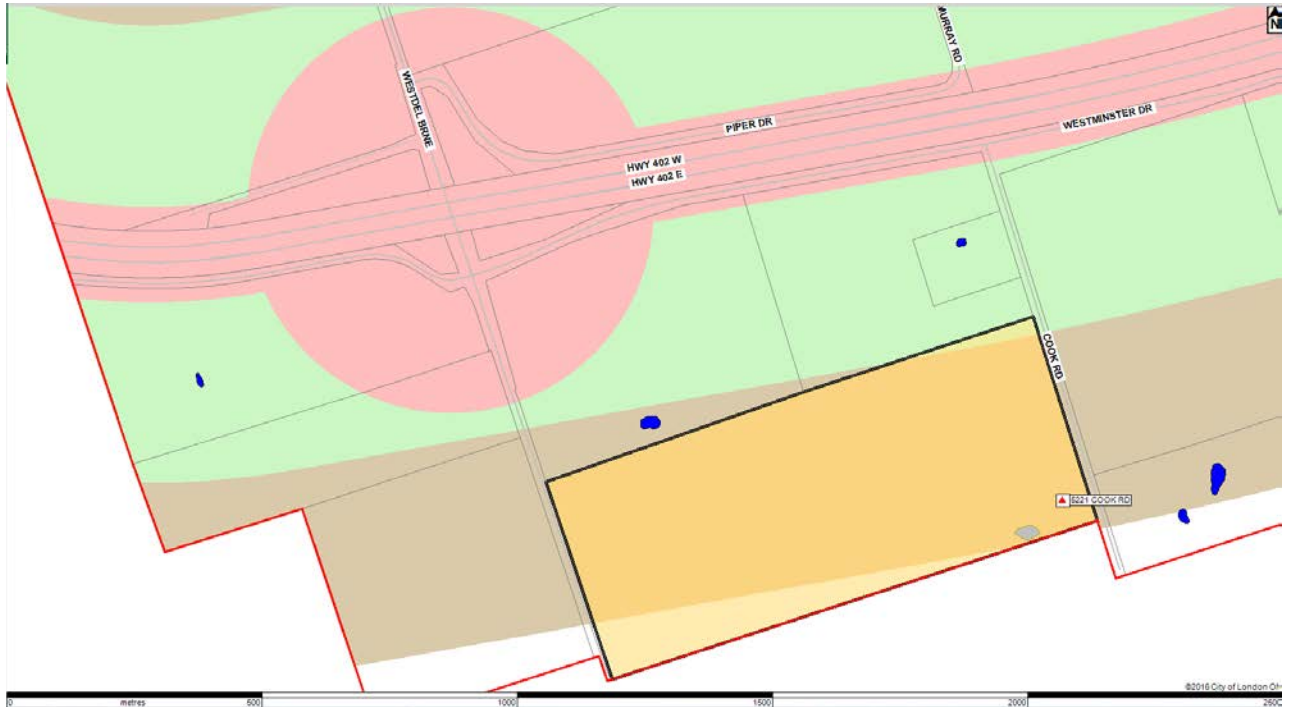 N
MURRAY RD
WESTDEL BRNE
PIPER DR
WESTMINSTER DR
HWY 402 W
HWY 402 E
COOK RD
5221 COOK RD
©2016 City of London
0 metres 500 1000 1500 2000